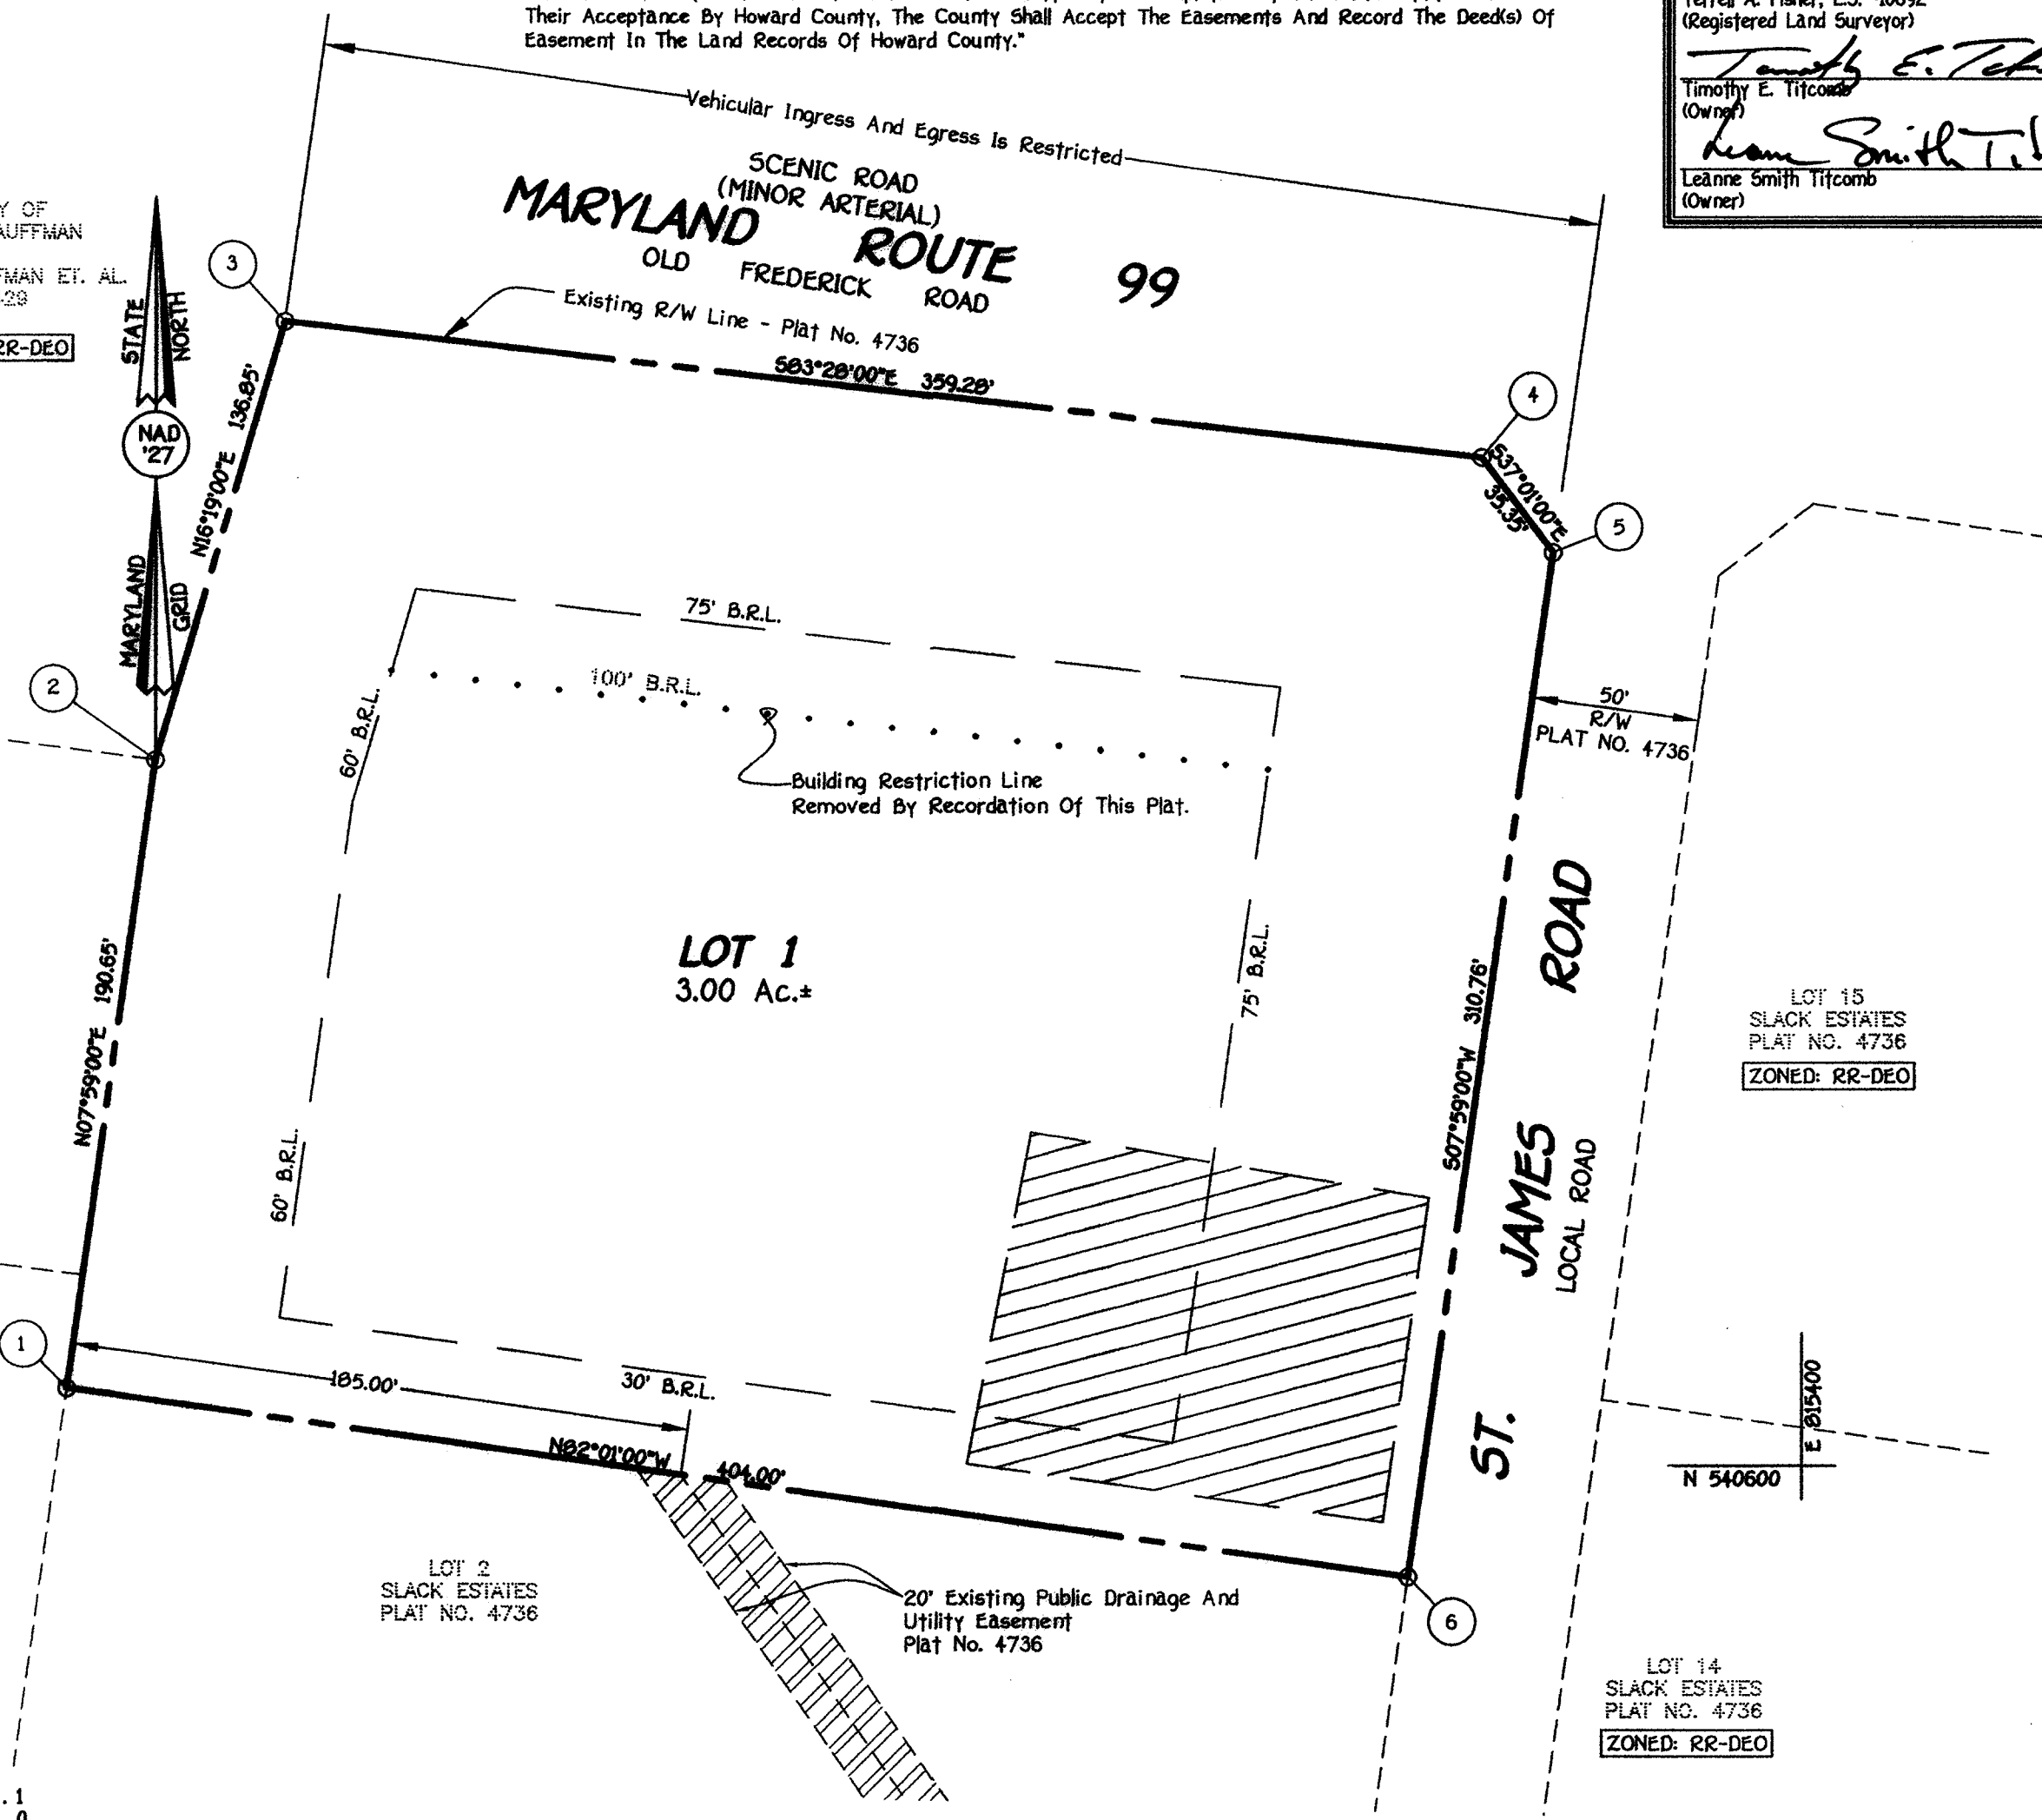 Their Acceptance By Howard County, The County Shall Accept The Easements And Record The Deed(s) Of
Easement In The Land Records Of Howard County."
(Registered Land Surveyor)
Timothy E. Titcomb
(Owner)
Leanne Smith Titcomb
(Owner)
Vehicular Ingress And Egress Is Restricted
SCENIC ROAD
(MINOR ARTERIAL)
MARYLAND ROUTE 99
OLD FREDERICK ROAD
Existing R/W Line - Plat No. 4736
S83°28'00"E 359.28'
Y OF
AUFFMAN
FMAN ET. AL.
-29
RR-DEO
STATE NORTH
NAD
'27
MARYLAND GRID
3
N16°19'00"E 136.85'
4
S37°01'00"E
35.35'
5
2
75' B.R.L.
100' B.R.L.
60' B.R.L.
Building Restriction Line
Removed By Recordation Of This Plat.
50'
R/W
PLAT NO. 4736
LOT 1
3.00 Ac.±
75' B.R.L.
N07°59'00"E 190.65'
S07°59'00"W 310.76'
ST. JAMES ROAD
LOCAL ROAD
LOT 15
SLACK ESTATES
PLAT NO. 4736
ZONED: RR-DEO
60' B.R.L.
1
185.00'
30' B.R.L.
N82°01'00"W 404.00'
E 815400
N 540600
LOT 2
SLACK ESTATES
PLAT NO. 4736
20' Existing Public Drainage And
Utility Easement
Plat No. 4736
6
LOT 14
SLACK ESTATES
PLAT NO. 4736
ZONED: RR-DEO
. 1